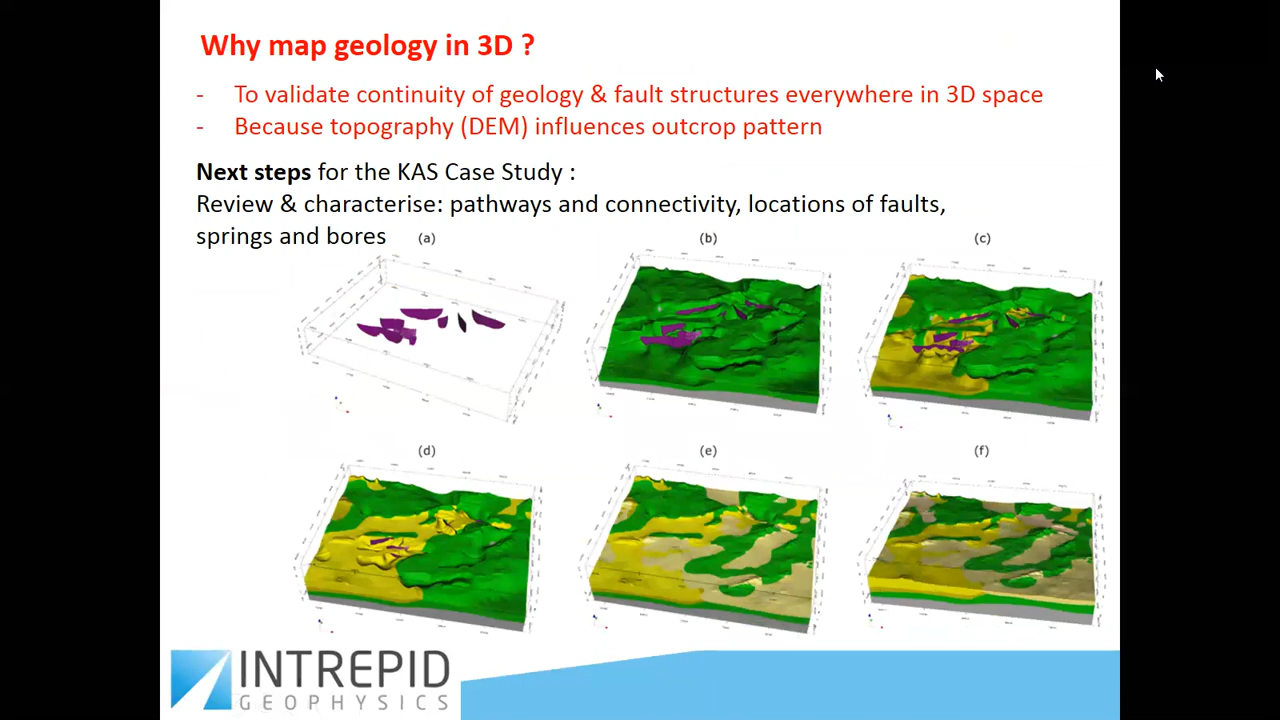 Why map geology in 3D ?
- To validate continuity of geology & fault structures everywhere in 3D space
- Because topography (DEM) influences outcrop pattern
Next steps for the KAS Case Study :
Review & characterise: pathways and connectivity, locations of faults,
springs and bores
(a)
(b)
(c)
(d)
(e)
(f)
INTREPID
GEOPHYSICS